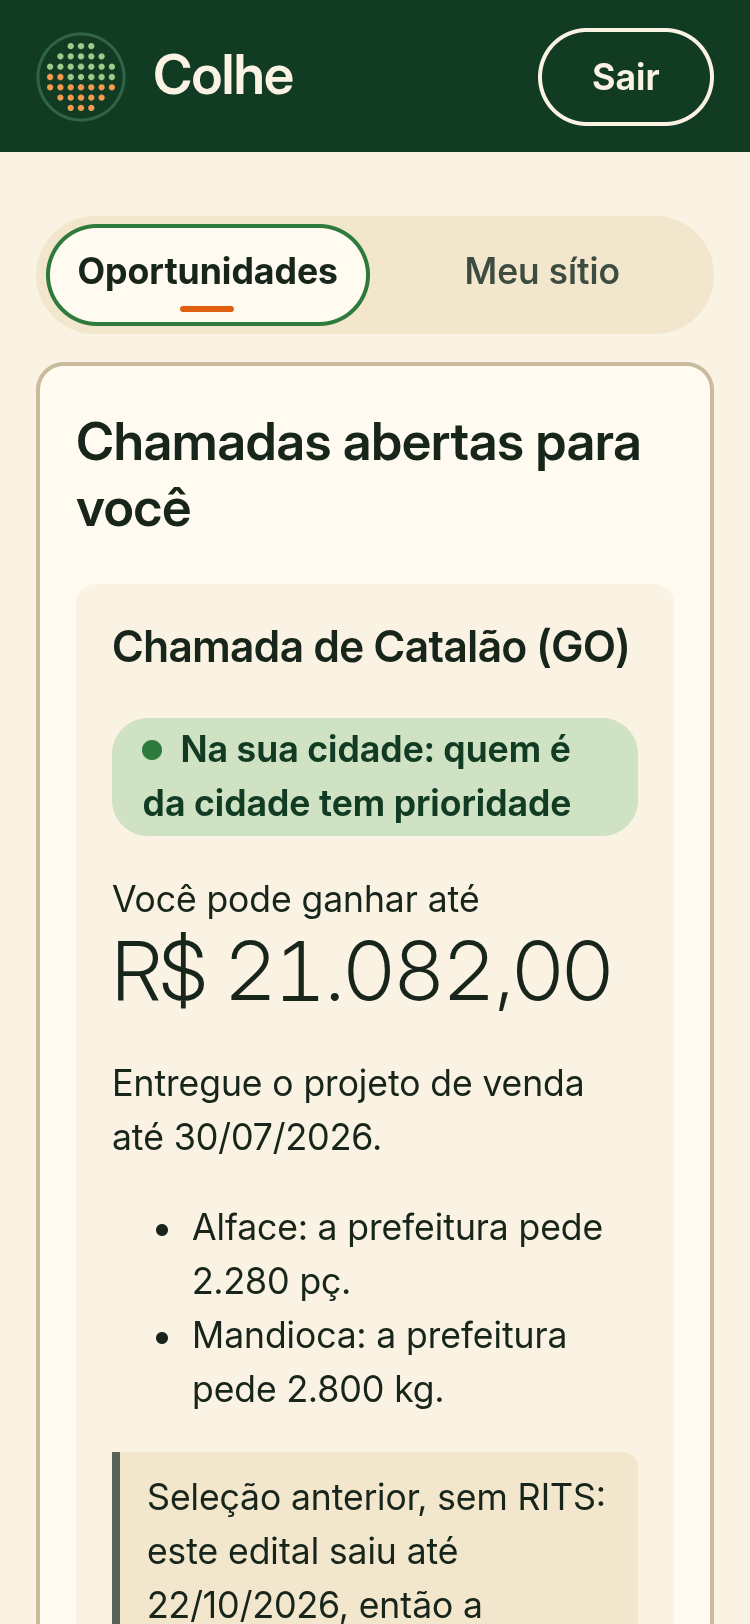 Colhe
Sair
Oportunidades
Meu sítio
Chamadas abertas para
você
Chamada de Catalão (GO)
Na sua cidade: quem é
da cidade tem prioridade
Você pode ganhar até
R$ 21.082,00
Entregue o projeto de venda
até 30/07/2026.
• Alface: a prefeitura pede
2.280 pç.
• Mandioca: a prefeitura
pede 2.800 kg.
Seleção anterior, sem RITS:
este edital saiu até
22/10/2026, então a